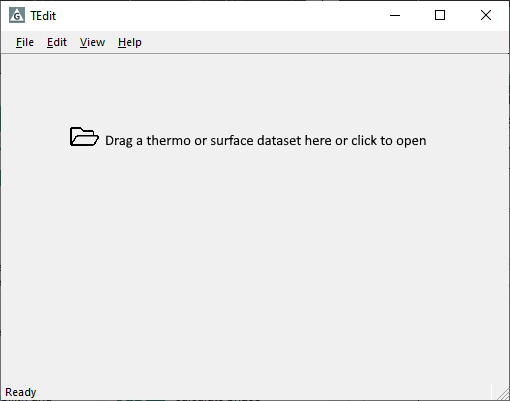 TEdit
File Edit View Help
Drag a thermo or surface dataset here or click to open
Ready